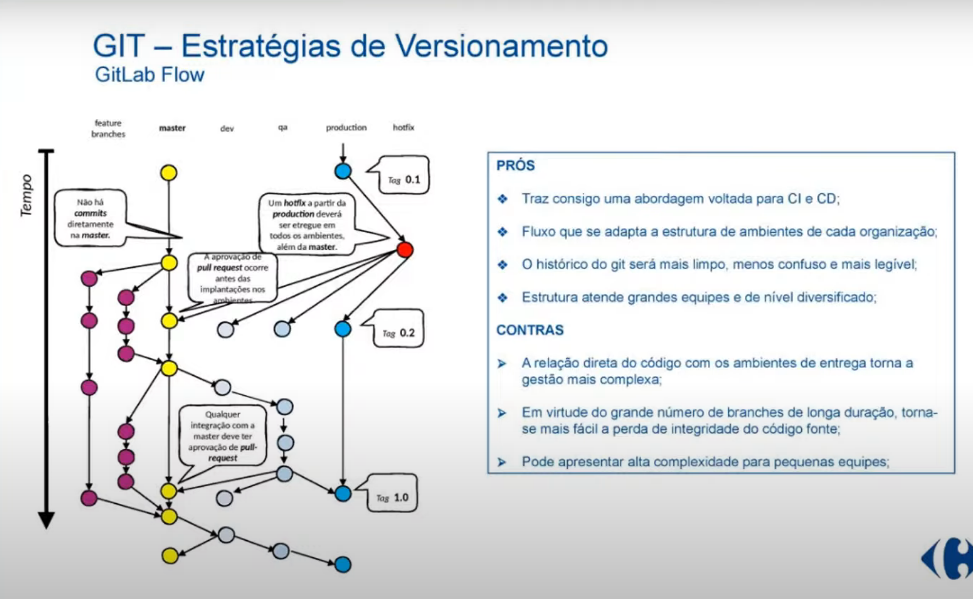 GIT – Estratégias de Versionamento
GitLab Flow
feature
branches
master
dev
qa
production
hotfix
Tempo
Tag 0.1
Não há
commits
diretamente
na master.
Um hotfix a partir da
production deverá
ser etregue em
todos os ambientes,
além da master.
A aprovação de
pull request ocorre
antes das
implantações nos
ambientes
Tag 0.2
Qualquer
integração com a
master deve ter
aprovação de pull-
request
Tag 1.0
PRÓS
Traz consigo uma abordagem voltada para CI e CD;
Fluxo que se adapta a estrutura de ambientes de cada organização;
O histórico do git será mais limpo, menos confuso e mais legível;
Estrutura atende grandes equipes e de nível diversificado;
CONTRAS
A relação direta do código com os ambientes de entrega torna a
gestão mais complexa;
Em virtude do grande número de branches de longa duração, torna-
se mais fácil a perda de integridade do código fonte;
Pode apresentar alta complexidade para pequenas equipes;